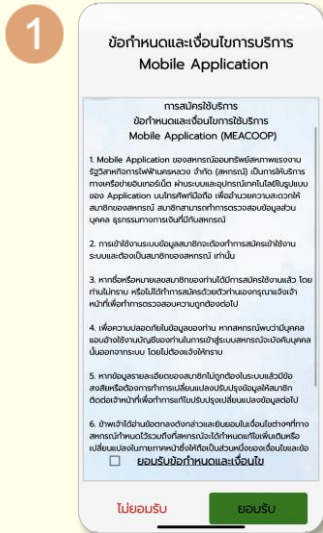 1
ข้อกำหนดและเงื่อนไขการบริการ
Mobile Application
การสมัครใช้บริการ
ข้อกำหนดและเงื่อนไขการใช้บริการ
Mobile Application (MEACOOP)
1. Mobile Application ของสหกรณ์ออมทรัพย์สหภาพแรงงาน
รัฐวิสาหกิจการไฟฟ้านครหลวง จำกัด (สหกรณ์) เป็นการให้บริการ
ทางเครือข่ายอินเทอร์เน็ต ผ่านระบบและอุปกรณ์เทคโนโลยีในรูปแบบ
ของ Application บนโทรศัพท์มือถือ เพื่ออำนวยความสะดวกให้
สมาชิกของสหกรณ์ สมาชิกสามารถทำการตรวจสอบข้อมูลส่วน
บุคคล ธุรกรรมทางการเงินที่มีกับสหกรณ์
2. การเข้าใช้งานระบบข้อมูลสมาชิกจะต้องทำการสมัครเข้าใช้งาน
ระบบและต้องเป็นสมาชิกของสหกรณ์ เท่านั้น
3. หากชื่อหรือหมายเลขสมาชิกของท่านได้มีการสมัครใช้งานแล้ว โดย
ท่านไม่ทราบ หรือไม่ได้ทำการสมัครด้วยตัวท่านเองกรุณาแจ้งเจ้า
หน้าที่เพื่อทำการตรวจสอบความถูกต้องต่อไป
4. เพื่อความปลอดภัยในข้อมูลของท่าน หากสหกรณ์พบว่ามีบุคคล
แอบอ้างใช้งานบัญชีของท่านในการเข้าสู่ระบบสหกรณ์จะบังคับบุคคล
นั้นออกจากระบบ โดยไม่ต้องแจ้งให้ทราบ
5. หากข้อมูลรายละเอียดของสมาชิกไม่ถูกต้องในระบบแล้วมีข้อ
สงสัยหรือต้องการทำการเปลี่ยนแปลงปรับปรุงข้อมูลให้สมาชิก
ติดต่อเจ้าหน้าที่เพื่อทำการแก้ไขปรับปรุงเปลี่ยนแปลงข้อมูลต่อไป
6. ข้าพเจ้าได้อ่านข้อตกลงดังกล่าวและยินยอมในเงื่อนไขต่างๆที่ทาง
สหกรณ์กำหนดไว้รวมถึงที่สหกรณ์จะได้กำหนดแก้ไขเพิ่มเติมหรือ
เปลี่ยนแปลงในภายภาคหน้าซึ่งให้ถือเป็นส่วนหนึ่งของเงื่อนไขและข้อ
ยอมรับข้อกำหนดและเงื่อนไข
ไม่ยอมรับ
ยอมรับ